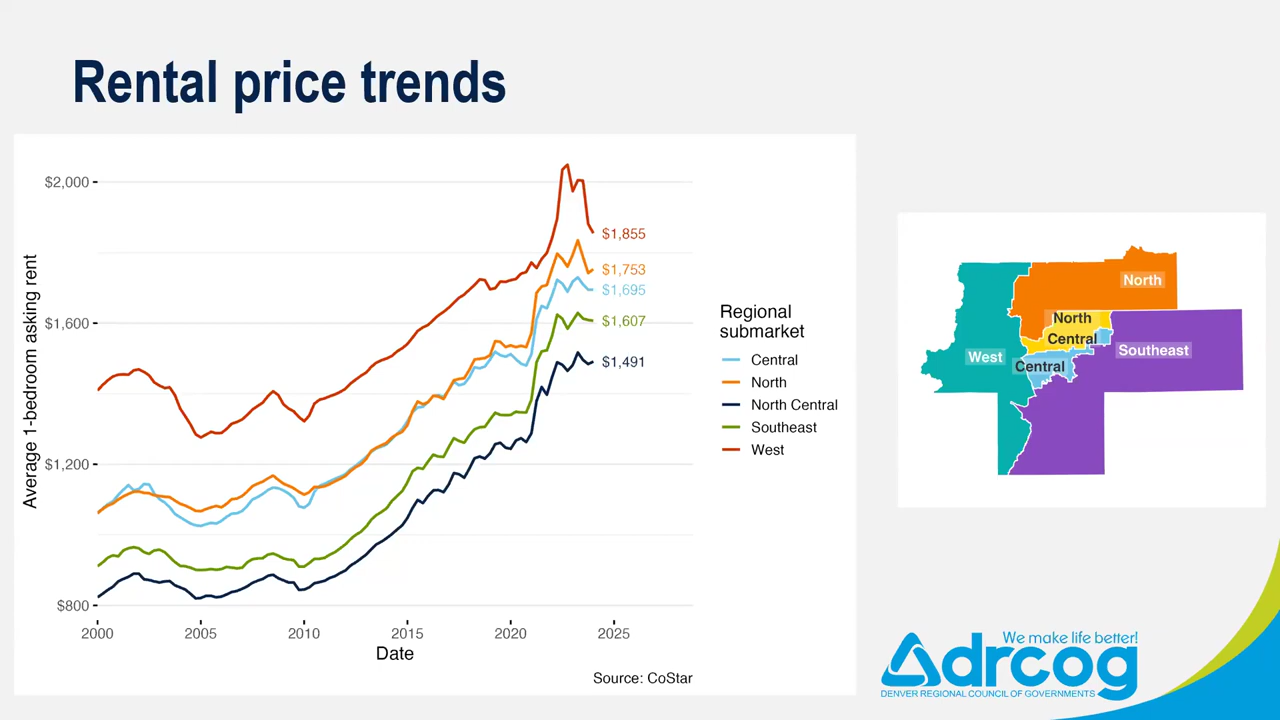 Rental price trends
Average 1-bedroom asking rent
$2,000
$1,600
$1,200
$800
2000
2005
2010
2015
2020
2025
Date
$1,855
$1,753
$1,695
$1,607
$1,491
Regional
submarket
Central
North
North Central
Southeast
West
Source: CoStar
North
North
Central
West
Central
Southeast
We make life better!
drcog
DENVER REGIONAL COUNCIL OF GOVERNMENTS